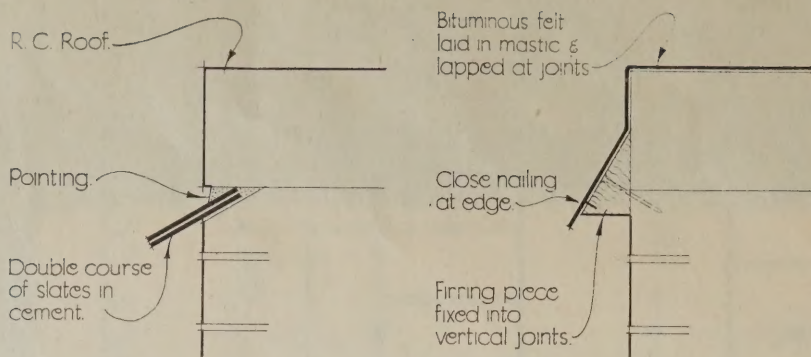 R. C. Roof.
Pointing.
Double course
of slates in
cement.
Bituminous felt
laid in mastic &
lapped at joints
Close nailing
at edge.
Firring piece
fixed into
vertical joints.